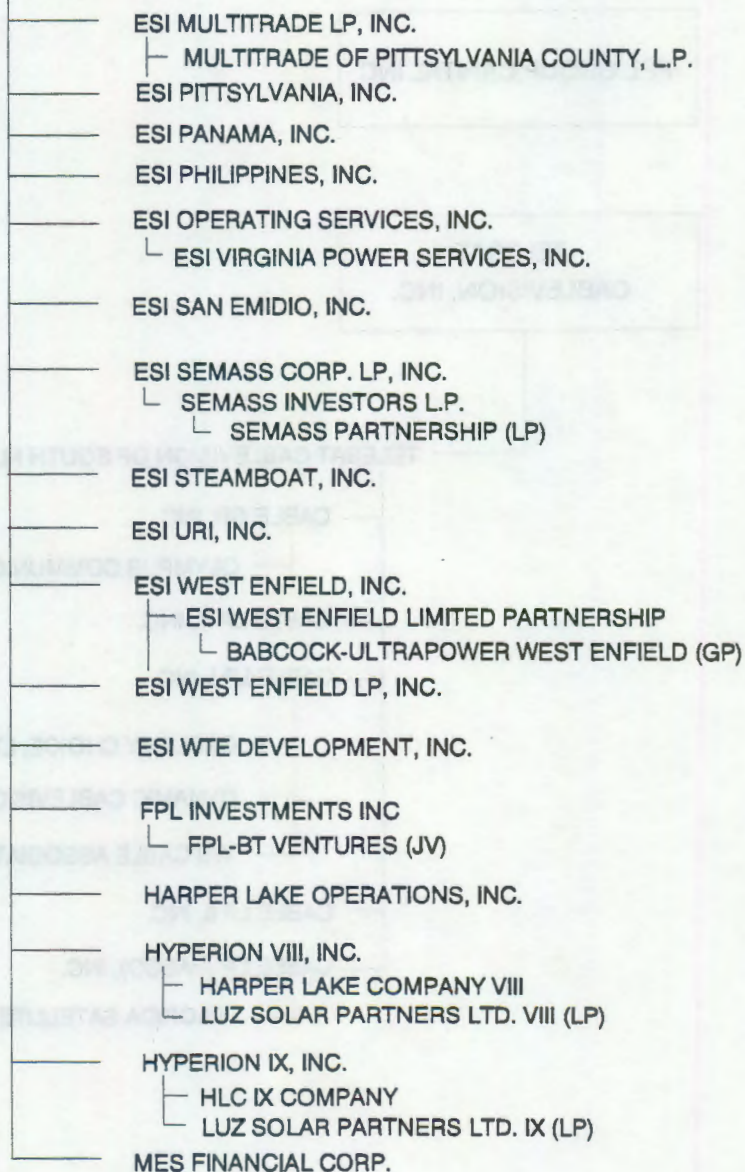 ESI MULTITRADE LP, INC.
MULTITRADE OF PITTSYLVANIA COUNTY, L.P.
ESI PITTSYLVANIA, INC.
ESI PANAMA, INC.
ESI PHILIPPINES, INC.
ESI OPERATING SERVICES, INC.
ESI VIRGINIA POWER SERVICES, INC.
ESI SAN EMIDIO, INC.
ESI SEMASS CORP. LP, INC.
SEMASS INVESTORS L.P.
SEMASS PARTNERSHIP (LP)
ESI STEAMBOAT, INC.
ESI URI, INC.
ESI WEST ENFIELD, INC.
ESI WEST ENFIELD LIMITED PARTNERSHIP
BABCOCK-ULTRAPOWER WEST ENFIELD (GP)
ESI WEST ENFIELD LP, INC.
ESI WTE DEVELOPMENT, INC.
FPL INVESTMENTS INC
FPL-BT VENTURES (JV)
HARPER LAKE OPERATIONS, INC.
HYPERION VIII, INC.
HARPER LAKE COMPANY VIII
LUZ SOLAR PARTNERS LTD. VIII (LP)
HYPERION IX, INC.
HLC IX COMPANY
LUZ SOLAR PARTNERS LTD. IX (LP)
MES FINANCIAL CORP.